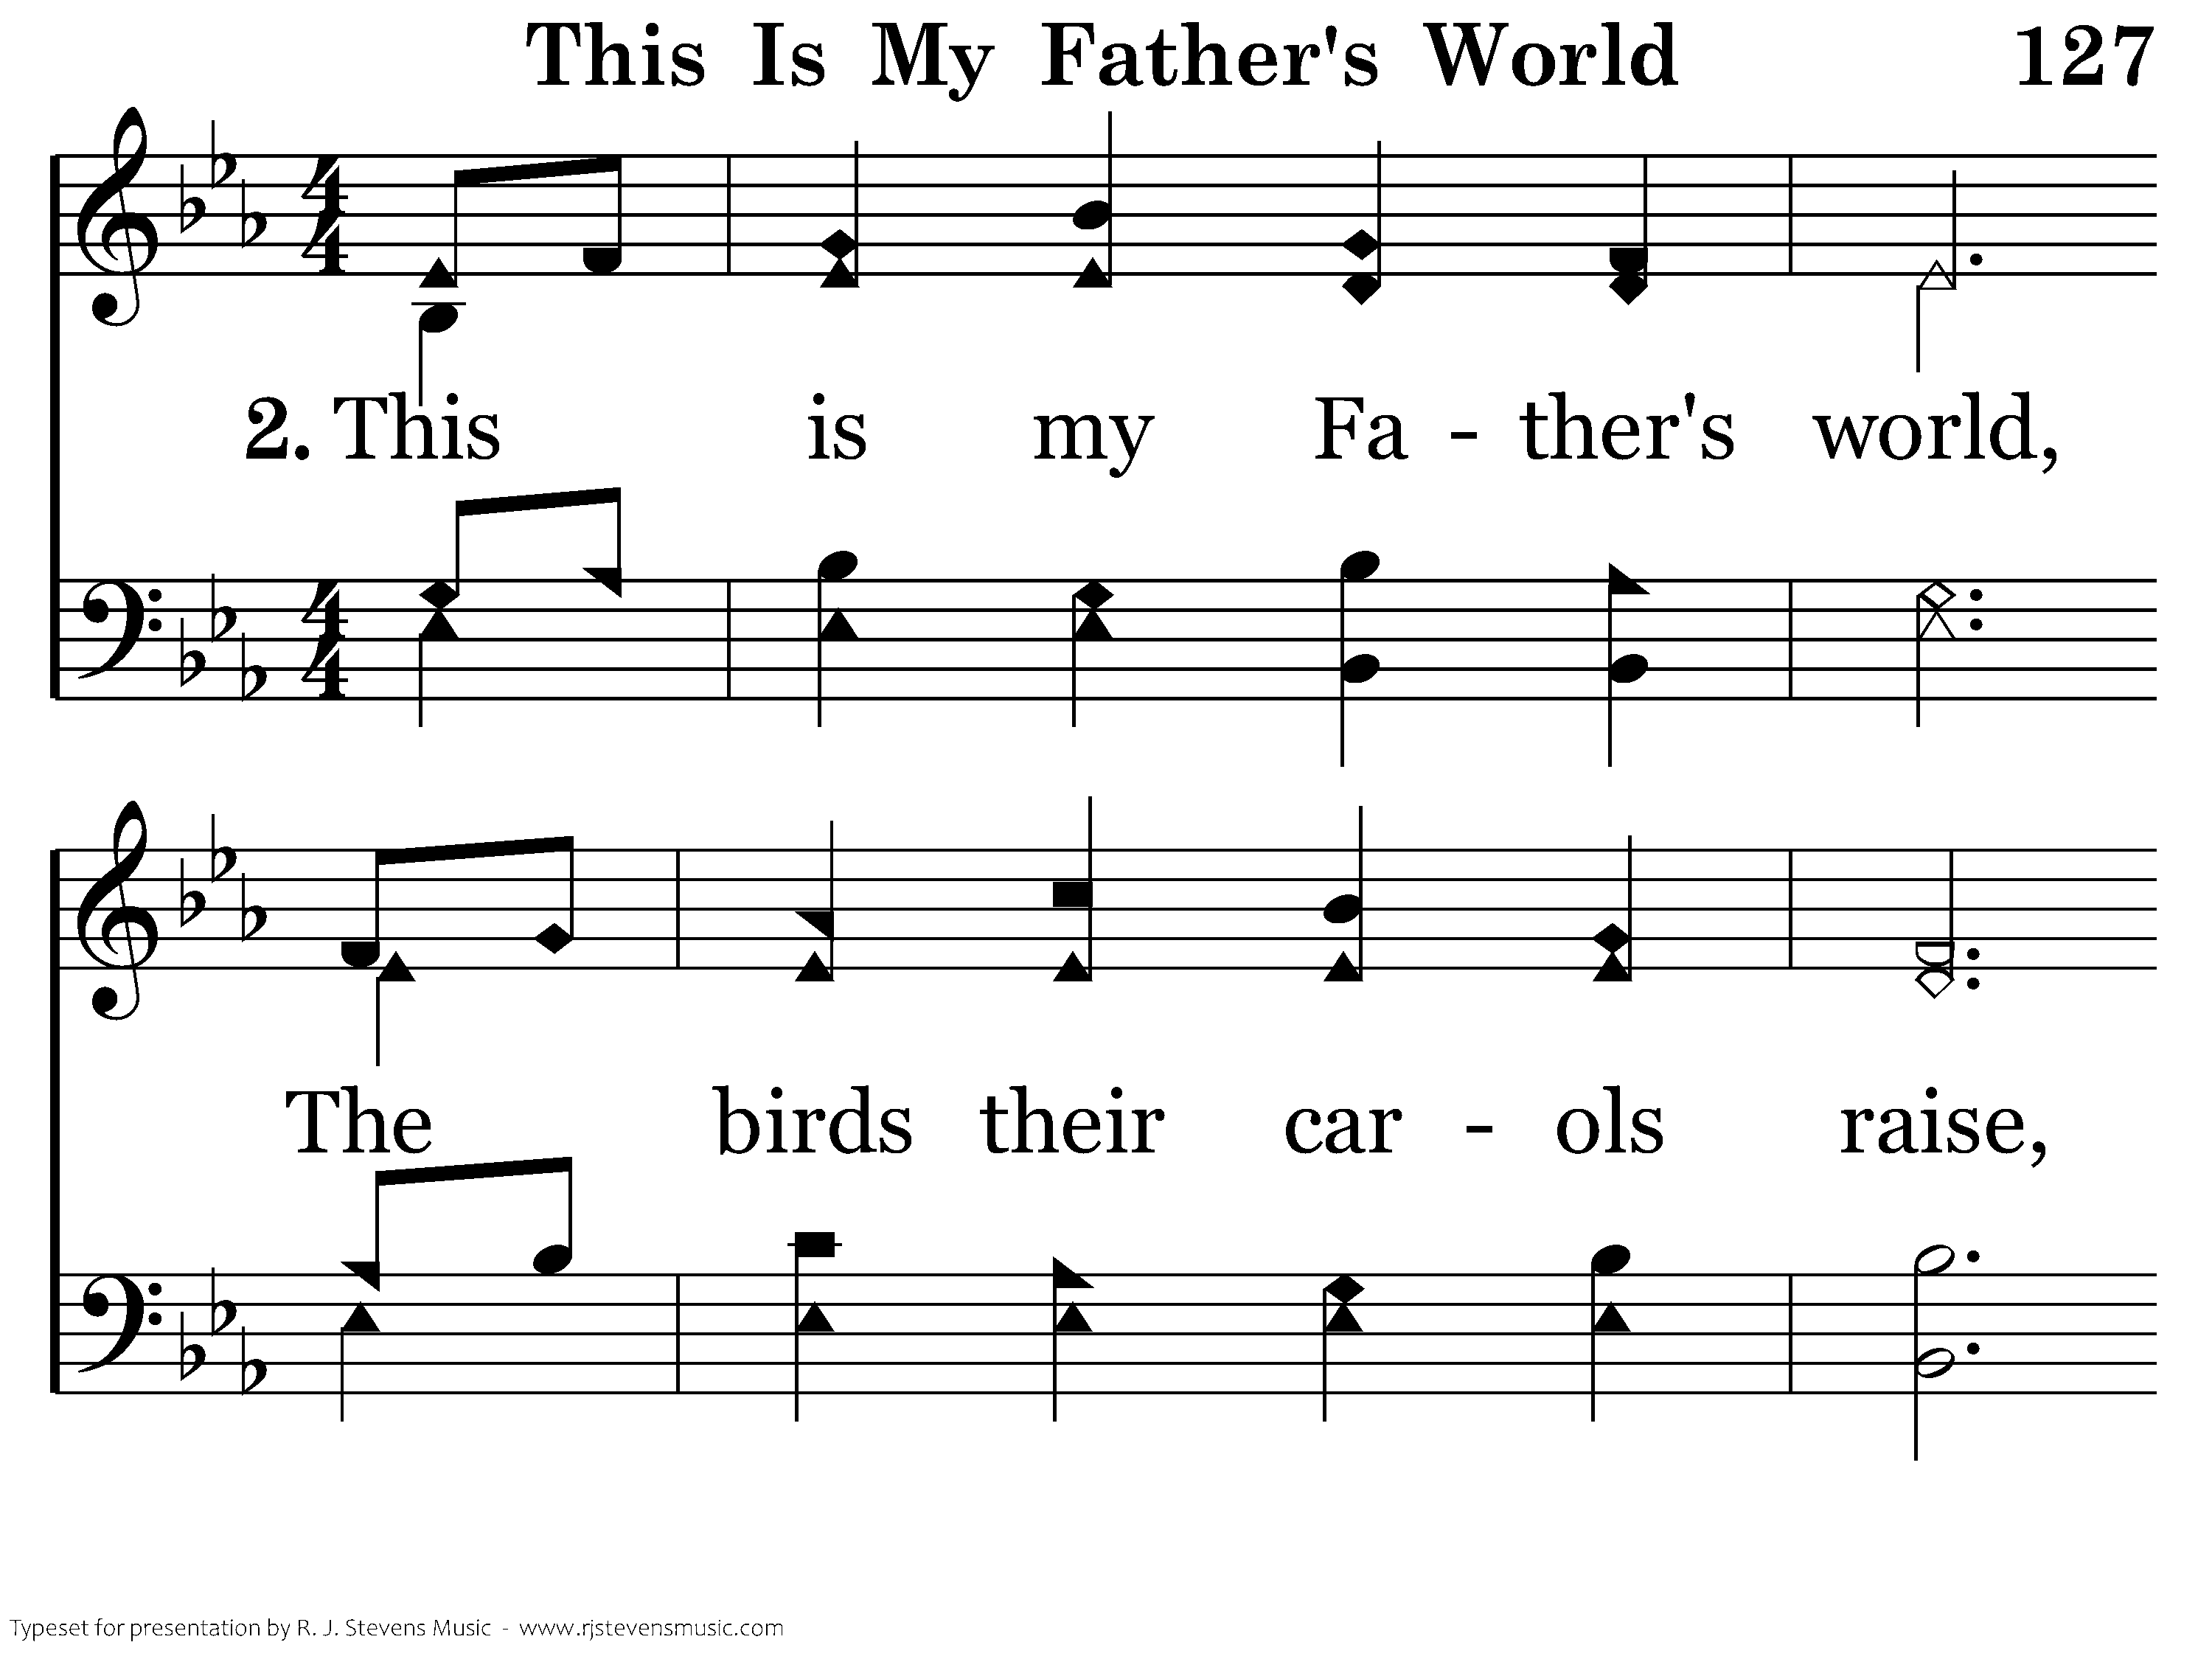 This Is My Father's World 127
2. This is my Fa - ther's world,
The birds their car - ols raise,
Typeset for presentation by R. J. Stevens Music - www.rjstevensmusic.com